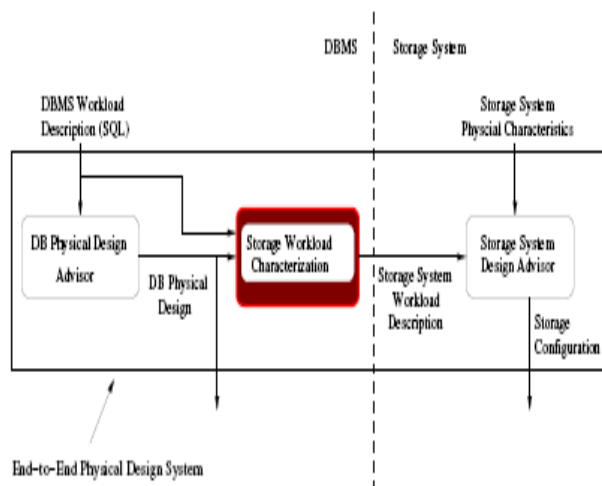 DBMS
Storage System
DBMS Workload
Description (SQL)
Storage System
Physcial Characteristics
DB Physical Design
Advisor
Storage Workload
Characterization
Storage System
Design Advisor
DB Physical
Design
Storage System
Workload
Description
Storage
Configuration
End-to-End Physical Design System